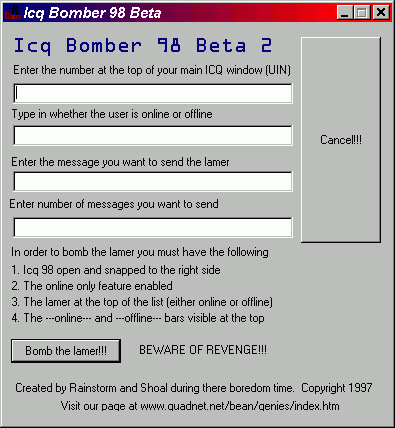 Icq Bomber 98 Beta
Icq Bomber 98 Beta 2
Enter the number at the top of your main ICQ window (UIN)
Type in whether the user is online or offline
Enter the message you want to send the lamer
Enter number of messages you want to send
Cancel!!!
In order to bomb the lamer you must have the following
1. Icq 98 open and snapped to the right side
2. The online only feature enabled
3. The lamer at the top of the list (either online or offline)
4. The ---online--- and ---offline--- bars visible at the top
Bomb the lamer!!! BEWARE OF REVENGE!!!
Created by Rainstorm and Shoal during there boredom time. Copyright 1997
Visit our page at www.quadnet.net/bean/genies/index.htm